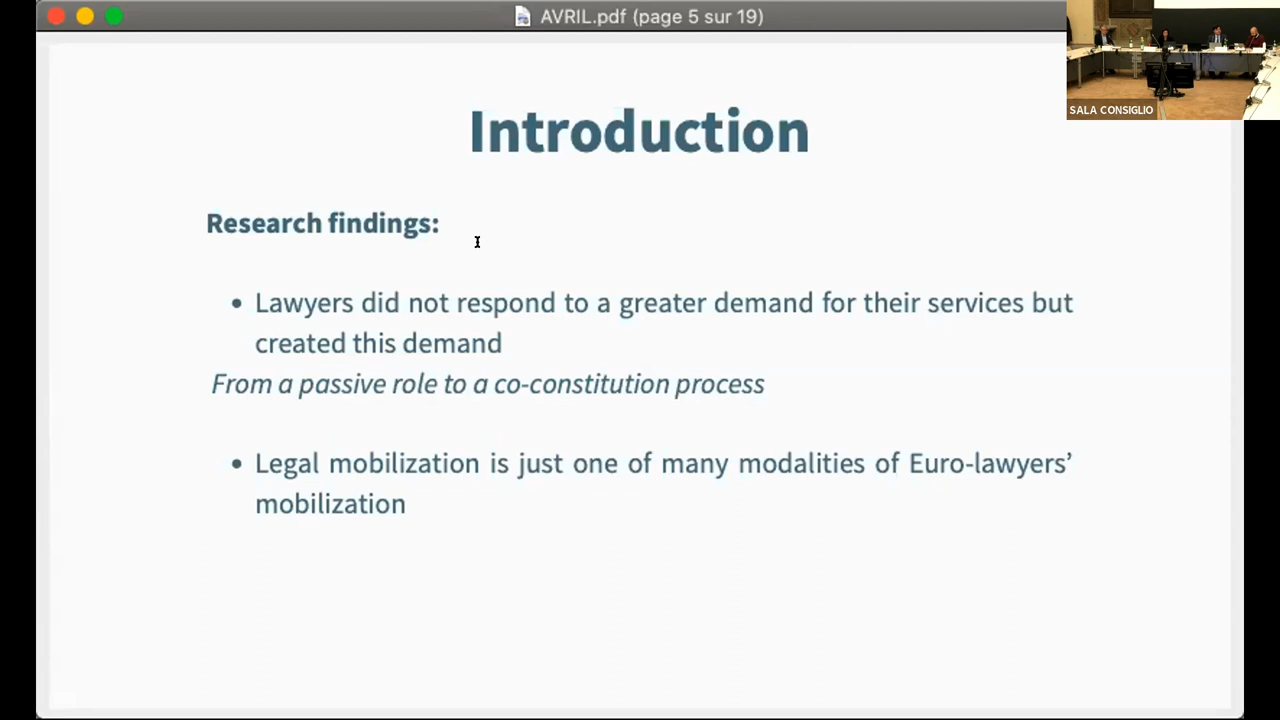 AVRIL.pdf (page 5 sur 19)
SALA CONSIGLIO
Introduction
Research findings:
• Lawyers did not respond to a greater demand for their services but
created this demand
From a passive role to a co-constitution process
• Legal mobilization is just one of many modalities of Euro-lawyers’
mobilization